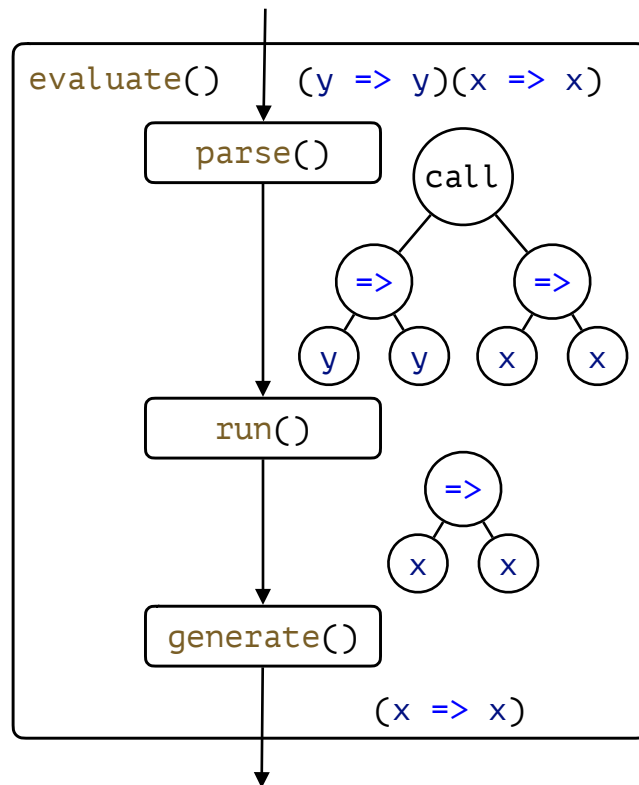 evaluate() (y => y)(x => x)
parse()
call
=> =>
y y x x
run()
=>
x x
generate()
(x => x)